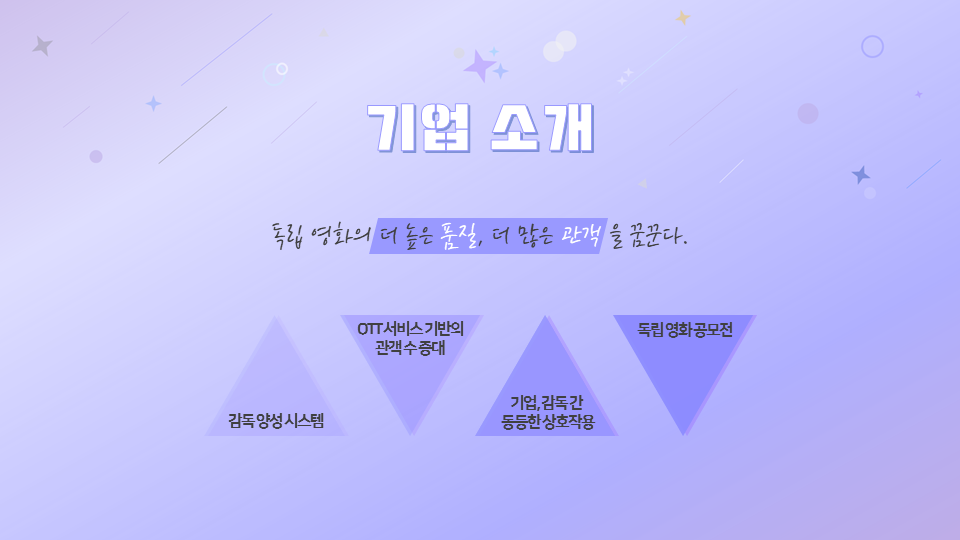 기업 소개
독립 영화의 더 높은 품질, 더 많은 관객을 꿈꾼다.
감독 양성 시스템
OTT 서비스 기반의
관객 수 증대
기업, 감독 간
동등한 상호작용
독립 영화 공모전